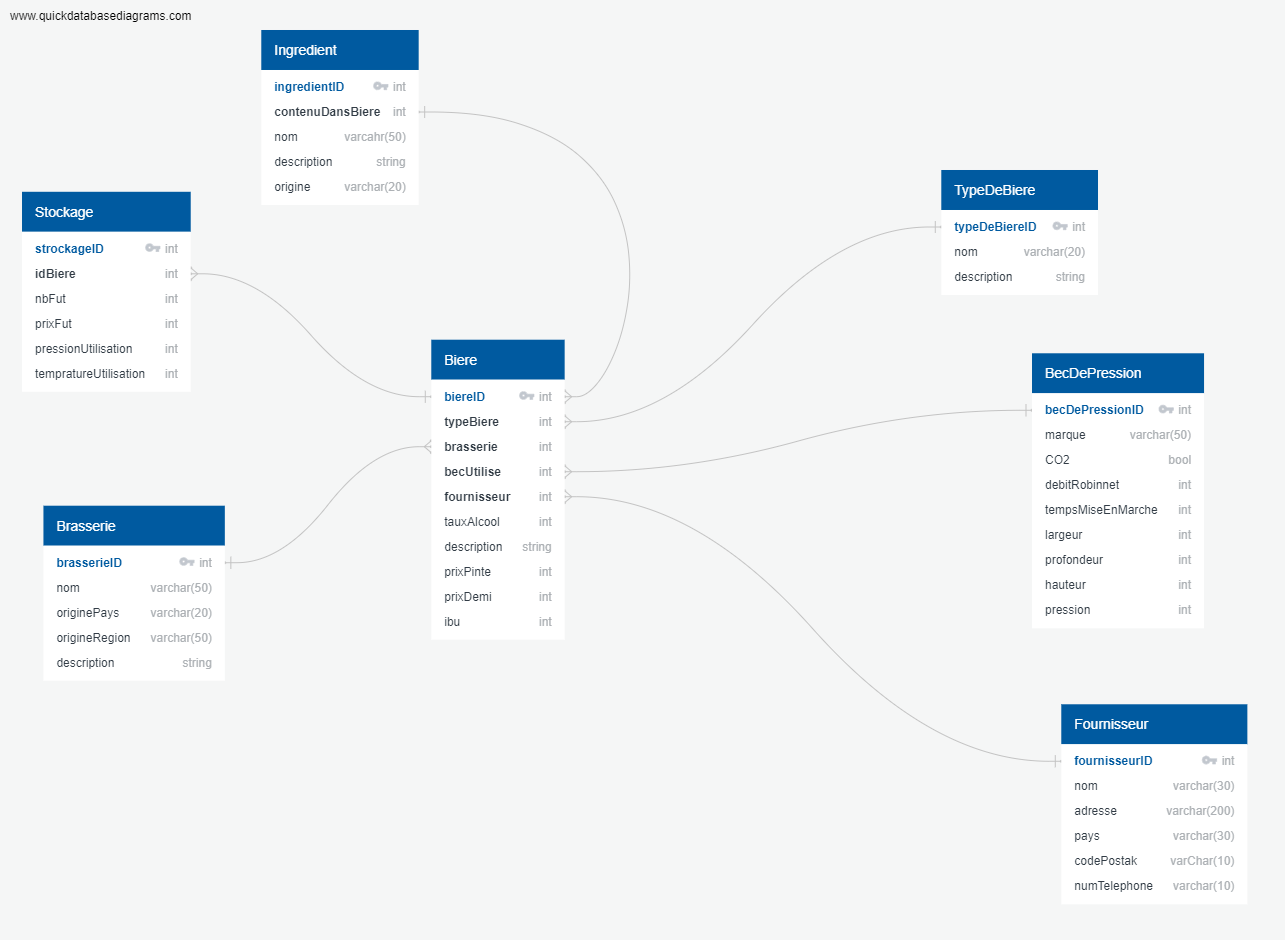 www.quickdatabasediagrams.com
Ingredient
ingredientID int
contenuDansBiere int
nom varcahr(50)
description string
origine varchar(20)
Stockage
strockageID int
idBiere int
nbFut int
prixFut int
pressionUtilisation int
tempratureUtilisation int
TypeDeBiere
typeDeBiereID int
nom varchar(20)
description string
Biere
biereID int
typeBiere int
brasserie int
becUtilise int
fournisseur int
tauxAlcool int
description string
prixPinte int
prixDemi int
ibu int
BecDePression
becDePressionID int
marque varchar(50)
CO2 bool
debitRobinnet int
tempsMiseEnMarche int
largeur int
profondeur int
hauteur int
pression int
Brasserie
brasserieID int
nom varchar(50)
originePays varchar(20)
origineRegion varchar(50)
description string
Fournisseur
fournisseurID int
nom varchar(30)
adresse varchar(200)
pays varchar(30)
codePostak varChar(10)
numTelephone varchar(10)